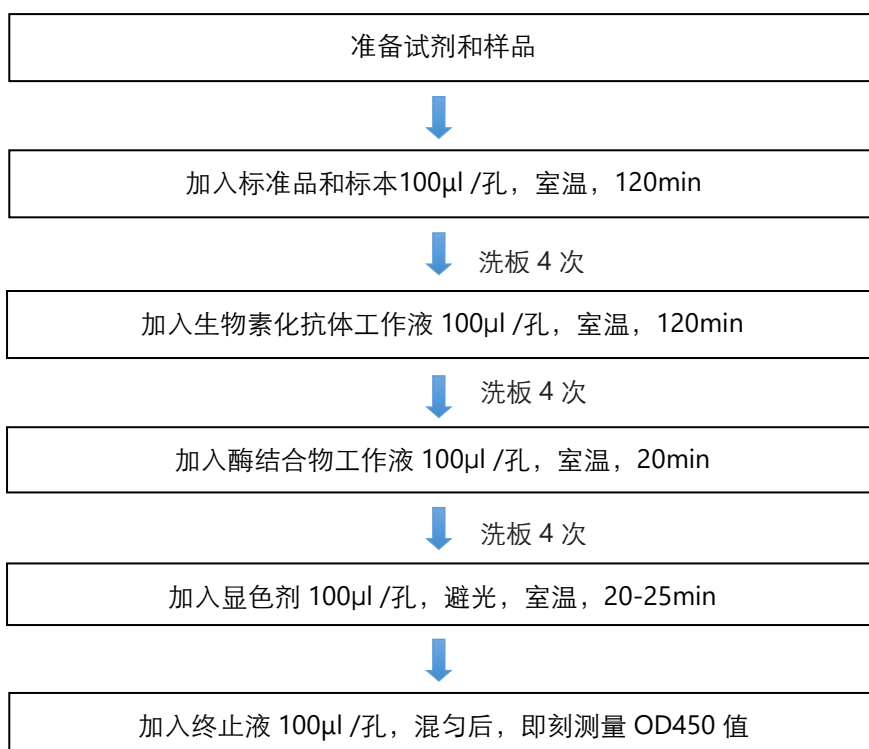 准备试剂和样品
加入标准品和标本100μl /孔，室温，120min
洗板 4 次
加入生物素化抗体工作液 100μl /孔，室温，120min
洗板 4 次
加入酶结合物工作液 100μl /孔，室温，20min
洗板 4 次
加入显色剂 100μl /孔，避光，室温，20-25min
加入终止液 100μl /孔，混匀后，即刻测量 OD450 值